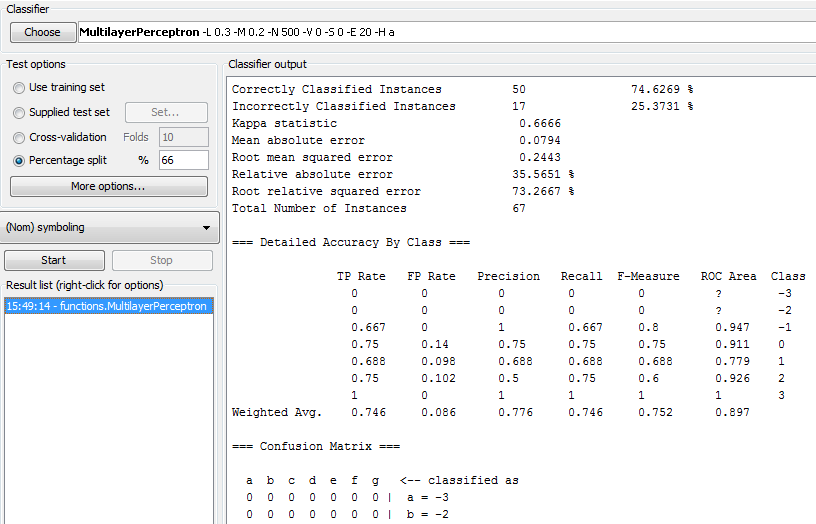 Classifier
Choose MultilayerPerceptron -L 0.3 -M 0.2 -N 500 -V 0 -S 0 -E 20 -H a
Test options
Use training set
Supplied test set Set...
Cross-validation Folds 10
Percentage split % 66
More options...
(Nom) symboling
Start Stop
Result list (right-click for options)
15:49:14 - functions.MultilayerPerceptron
Classifier output
Correctly Classified Instances 50 74.6269 %
Incorrectly Classified Instances 17 25.3731 %
Kappa statistic 0.6666
Mean absolute error 0.0794
Root mean squared error 0.2443
Relative absolute error 35.5651 %
Root relative squared error 73.2667 %
Total Number of Instances 67
=== Detailed Accuracy By Class ===
TP Rate FP Rate Precision Recall F-Measure ROC Area Class
0 0 0 0 0 ? -3
0 0 0 0 0 ? -2
0.667 0 1 0.667 0.8 0.947 -1
0.75 0.14 0.75 0.75 0.75 0.911 0
0.688 0.098 0.688 0.688 0.688 0.779 1
0.75 0.102 0.5 0.75 0.6 0.926 2
1 0 1 1 1 1 3
Weighted Avg. 0.746 0.086 0.776 0.746 0.752 0.897
=== Confusion Matrix ===
a b c d e f g <-- classified as
0 0 0 0 0 0 0 | a = -3
0 0 0 0 0 0 0 | b = -2